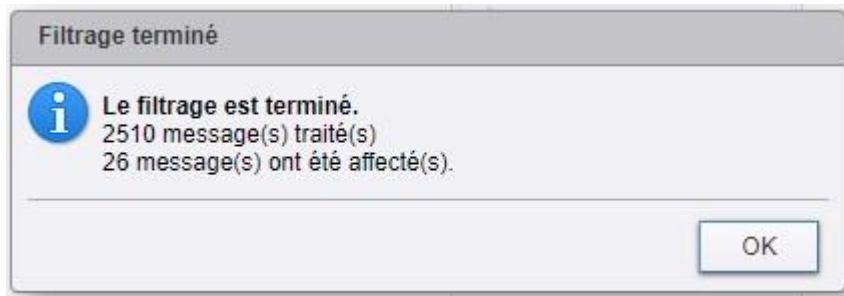 Filtrage terminé
Le filtrage est terminé.
2510 message(s) traité(s)
26 message(s) ont été affecté(s).
OK